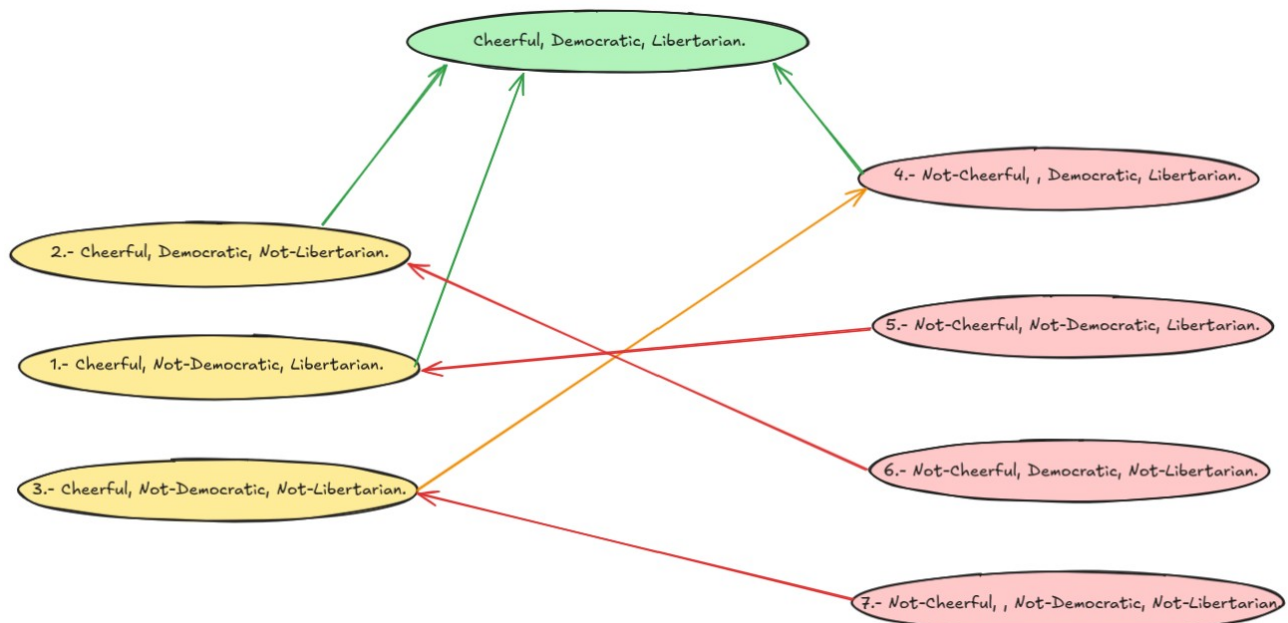 Cheerful, Democratic, Libertarian.
4.- Not-Cheerful, , Democratic, Libertarian.
2.- Cheerful, Democratic, Not-Libertarian.
5.- Not-Cheerful, Not-Democratic, Libertarian.
1.- Cheerful, Not-Democratic, Libertarian.
6.- Not-Cheerful, Democratic, Not-Libertarian.
3.- Cheerful, Not-Democratic, Not-Libertarian.
7.- Not-Cheerful, , Not-Democratic, Not-Libertarian